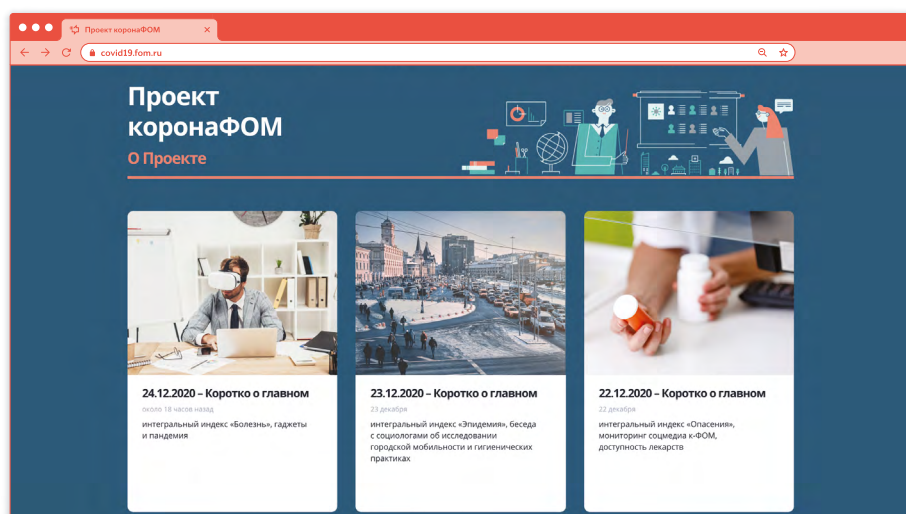 Проект коронаФОМ
covid19.fom.ru
Проект
коронаФОМ
О Проекте
24.12.2020 – Коротко о главном
около 18 часов назад
интегральный индекс «Болезнь», гаджеты
и пандемия
23.12.2020 – Коротко о главном
23 декабря
интегральный индекс «Эпидемия», беседа
с социологами об исследовании
городской мобильности и гигиенических
практиках
22.12.2020 – Коротко о главном
22 декабря
интегральный индекс «Опасения»,
мониторинг соцмедиа к-ФОМ,
доступность лекарств